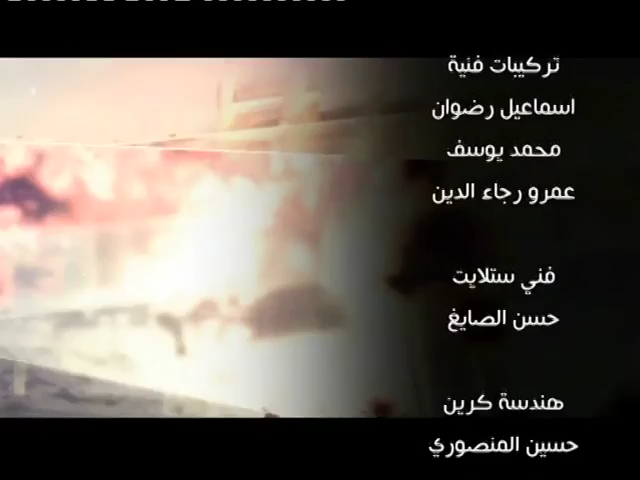 تركيبات فنية
اسماعيل رضوان
محمد يوسف
عمرو رجاء الدين
فني ستلايت
حسن الصايغ
هندسة كرين
حسين المنصوري